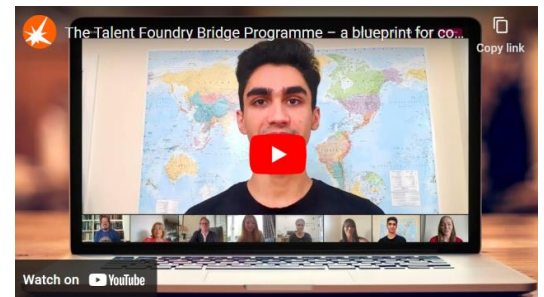 The Talent Foundry Bridge Programme – a blueprint for co...
Copy link
Watch on YouTube